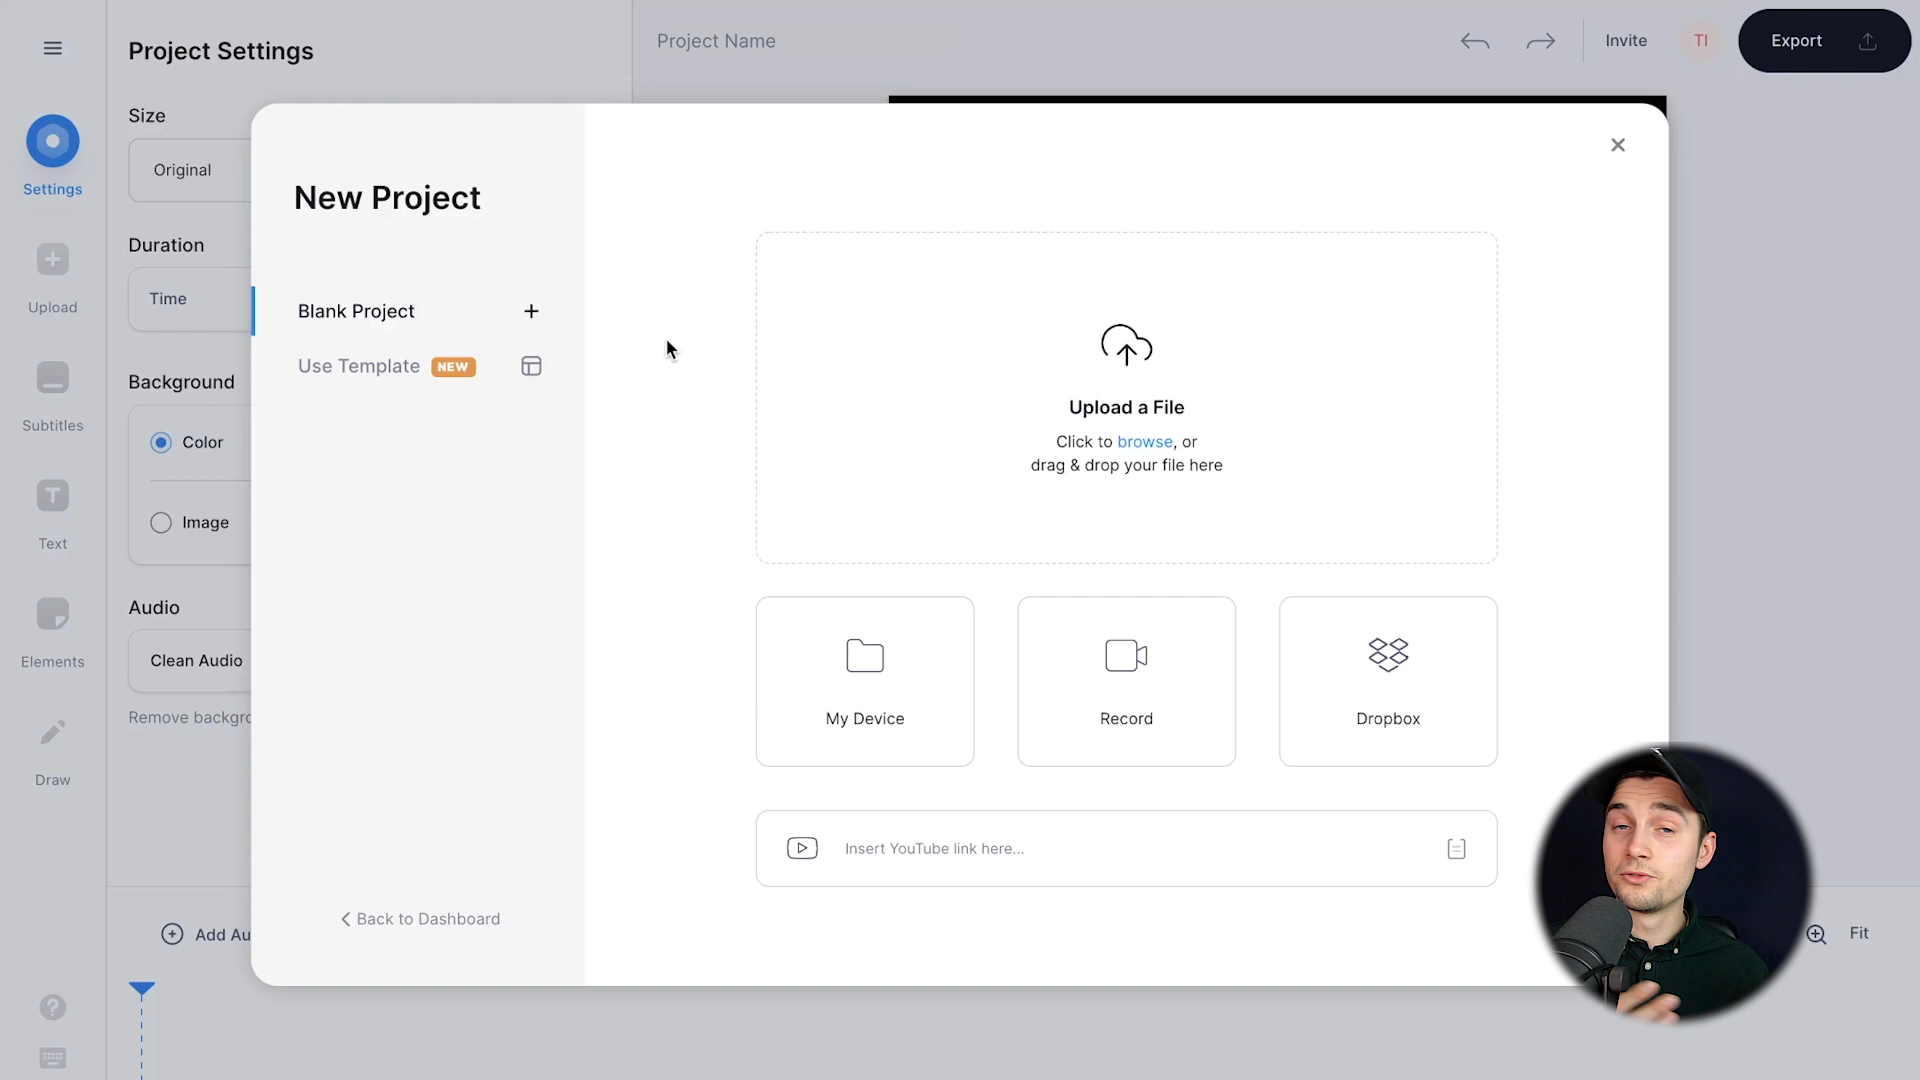 Project Settings
Project Name
Invite
TI
Export
Size
Original
Settings
Duration
Time
Upload
Background
Color
Subtitles
Image
Text
Audio
Clean Audio
Elements
Remove backgro
Draw
Add Au
Fit
New Project
Blank Project
Use Template NEW
Back to Dashboard
Upload a File
Click to browse, or
drag & drop your file here
My Device
Record
Dropbox
Insert YouTube link here...